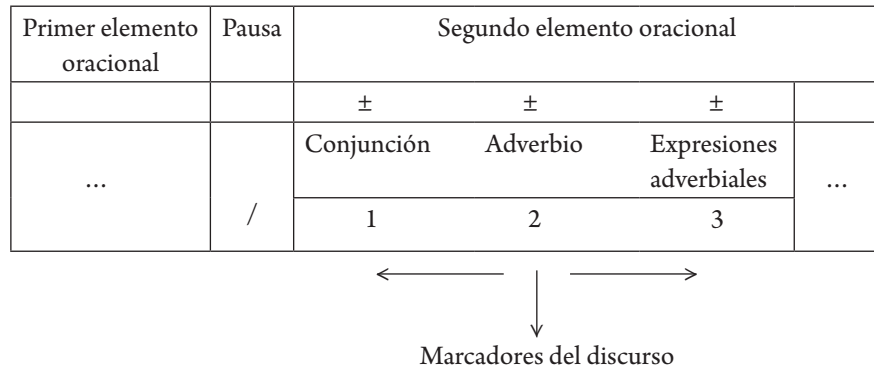 Primer elemento oracional Pausa Segundo elemento oracional
± ± ±
... / Conjunción Adverbio Expresiones adverbiales ...
1 2 3
Marcadores del discurso